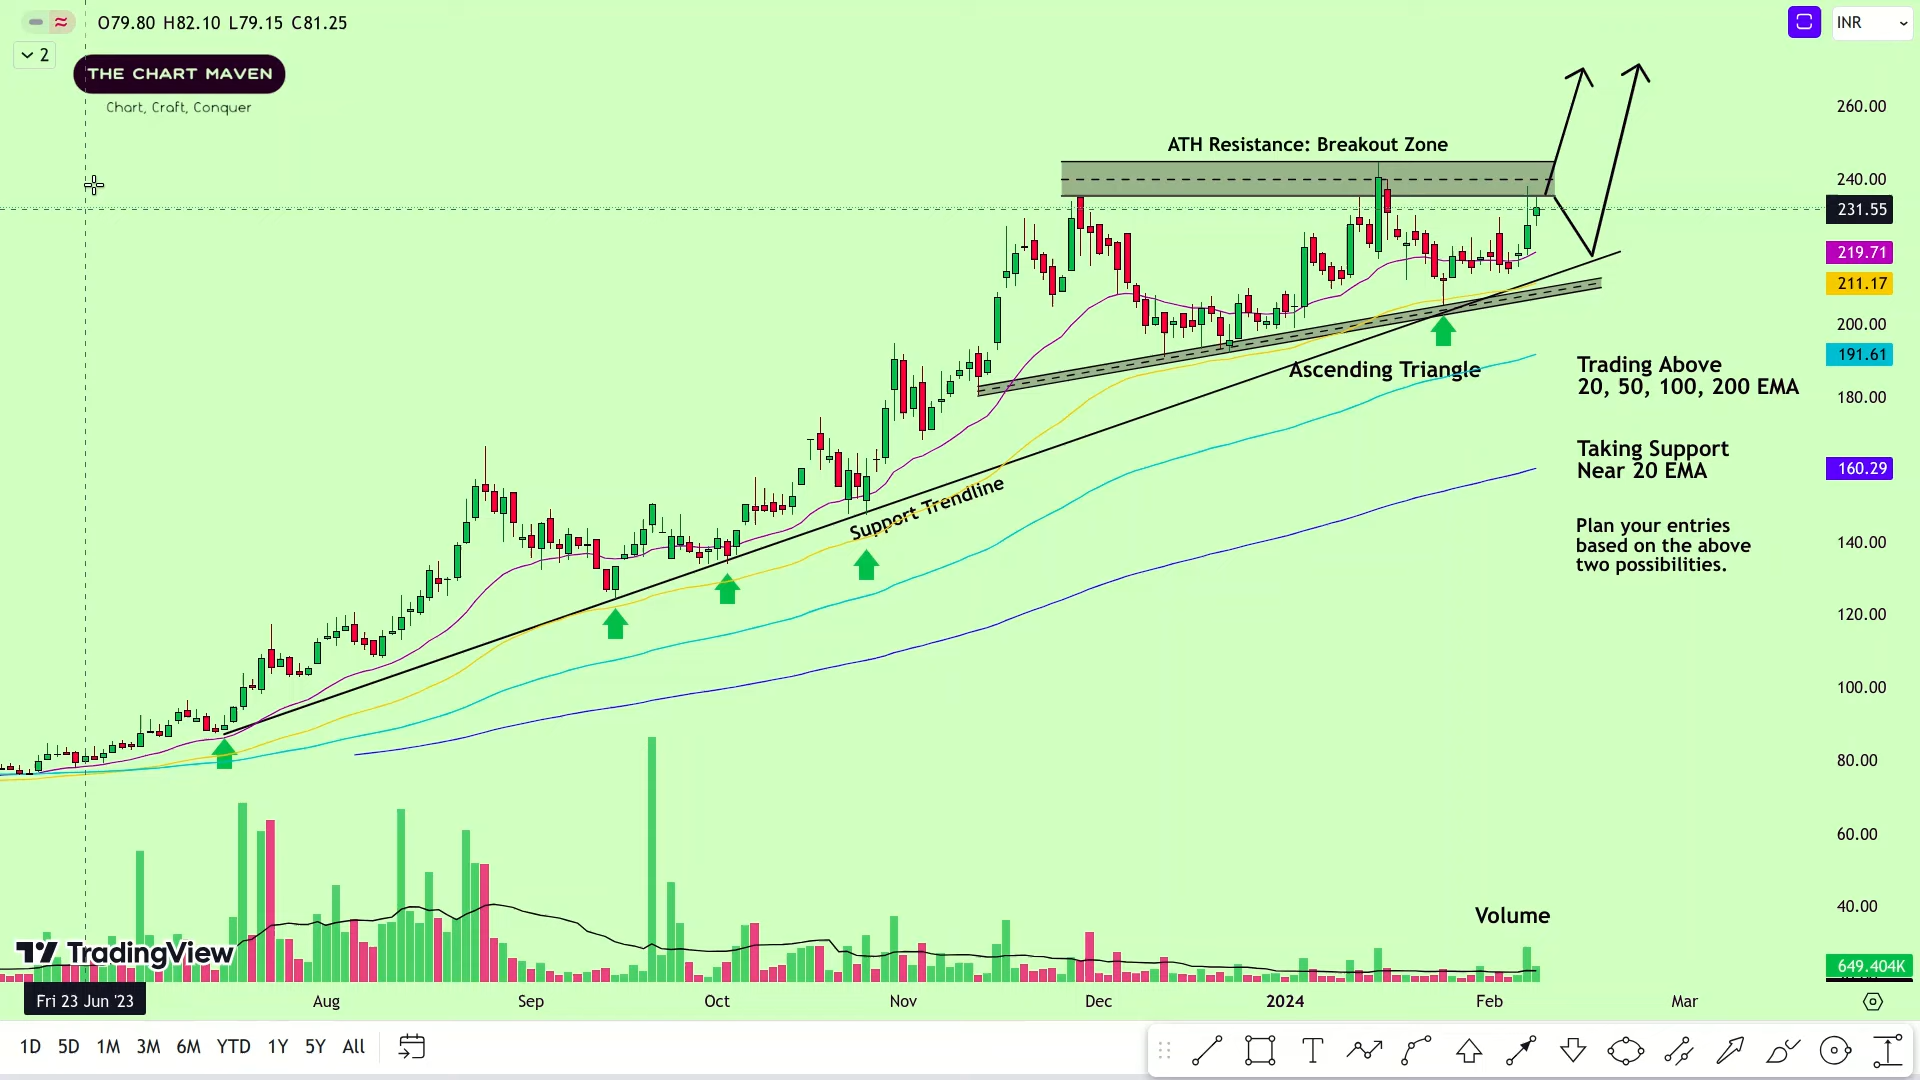 O79.80 H82.10 L79.15 C81.25
INR
2
THE CHART MAVEN
Chart, Craft, Conquer
260.00
ATH Resistance: Breakout Zone
240.00
231.55
219.71
211.17
200.00
191.61
Ascending Triangle
Trading Above
20, 50, 100, 200 EMA
180.00
Taking Support
Near 20 EMA
160.29
Support Trendline
Plan your entries
based on the above
two possibilities.
140.00
120.00
100.00
80.00
60.00
40.00
Volume
TradingView
649.404K
Fri 23 Jun '23
Aug
Sep
Oct
Nov
Dec
2024
Feb
Mar
1D 5D 1M 3M 6M YTD 1Y 5Y All